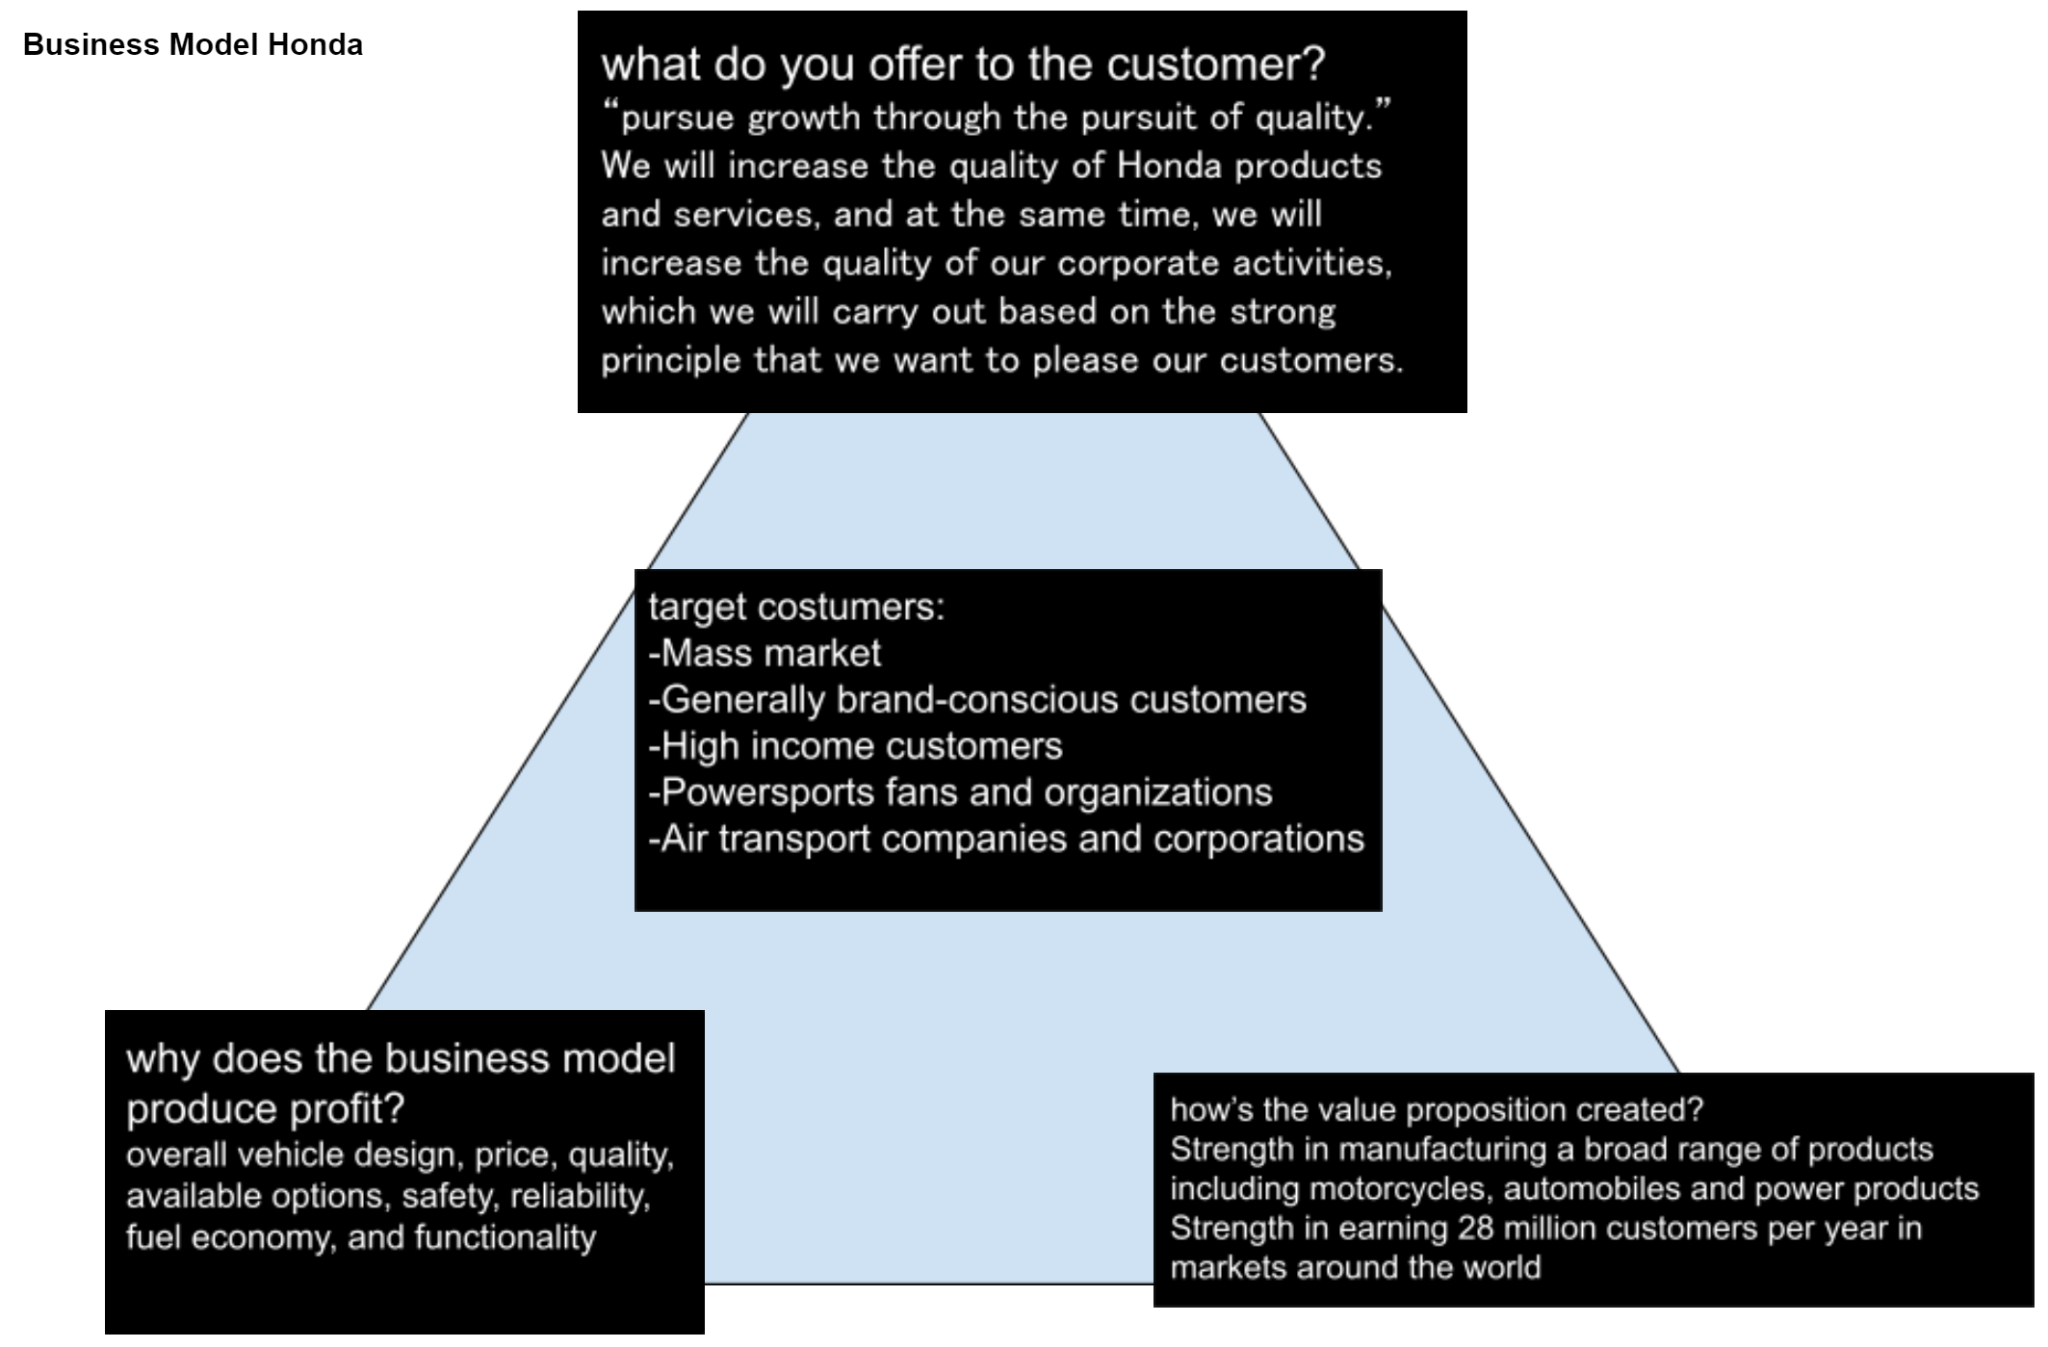 Business Model Honda
what do you offer to the customer?
“pursue growth through the pursuit of quality.”
We will increase the quality of Honda products
and services, and at the same time, we will
increase the quality of our corporate activities,
which we will carry out based on the strong
principle that we want to please our customers.
target costumers:
-Mass market
-Generally brand-conscious customers
-High income customers
-Powersports fans and organizations
-Air transport companies and corporations
why does the business model
produce profit?
overall vehicle design, price, quality,
available options, safety, reliability,
fuel economy, and functionality
how’s the value proposition created?
Strength in manufacturing a broad range of products
including motorcycles, automobiles and power products
Strength in earning 28 million customers per year in
markets around the world